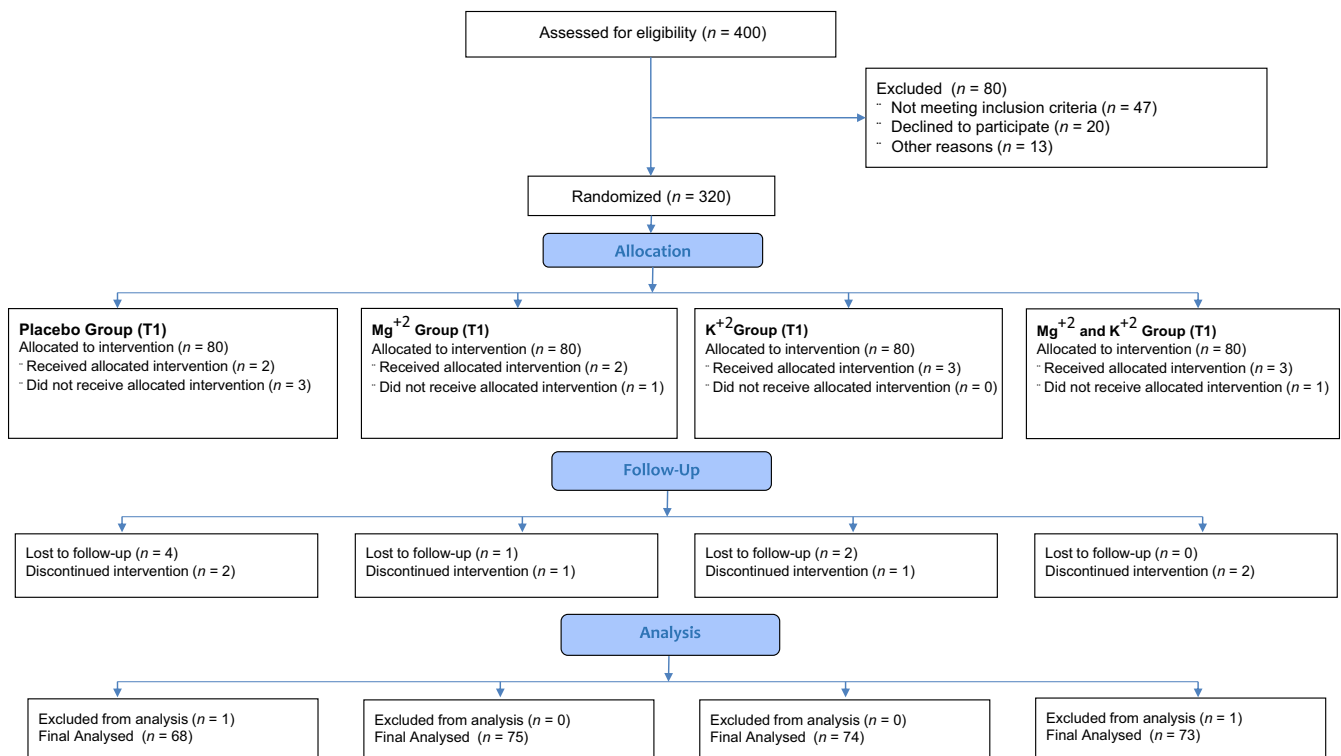 Assessed for eligibility (n = 400)
Excluded (n = 80)
¨ Not meeting inclusion criteria (n = 47)
¨ Declined to participate (n = 20)
¨ Other reasons (n = 13)
Randomized (n = 320)
Allocation
Placebo Group (T1)
Allocated to intervention (n = 80)
¨ Received allocated intervention (n = 2)
¨ Did not receive allocated intervention (n = 3)
Mg+2 Group (T1)
Allocated to intervention (n = 80)
¨ Received allocated intervention (n = 2)
¨ Did not receive allocated intervention (n = 1)
K+2Group (T1)
Allocated to intervention (n = 80)
¨ Received allocated intervention (n = 3)
¨ Did not receive allocated intervention (n = 0)
Mg+2 and K+2 Group (T1)
Allocated to intervention (n = 80)
¨ Received allocated intervention (n = 3)
¨ Did not receive allocated intervention (n = 1)
Follow-Up
Lost to follow-up (n = 4)
Discontinued intervention (n = 2)
Lost to follow-up (n = 1)
Discontinued intervention (n = 1)
Lost to follow-up (n = 2)
Discontinued intervention (n = 1)
Lost to follow-up (n = 0)
Discontinued intervention (n = 2)
Analysis
Excluded from analysis (n = 1)
Final Analysed (n = 68)
Excluded from analysis (n = 0)
Final Analysed (n = 75)
Excluded from analysis (n = 0)
Final Analysed (n = 74)
Excluded from analysis (n = 1)
Final Analysed (n = 73)